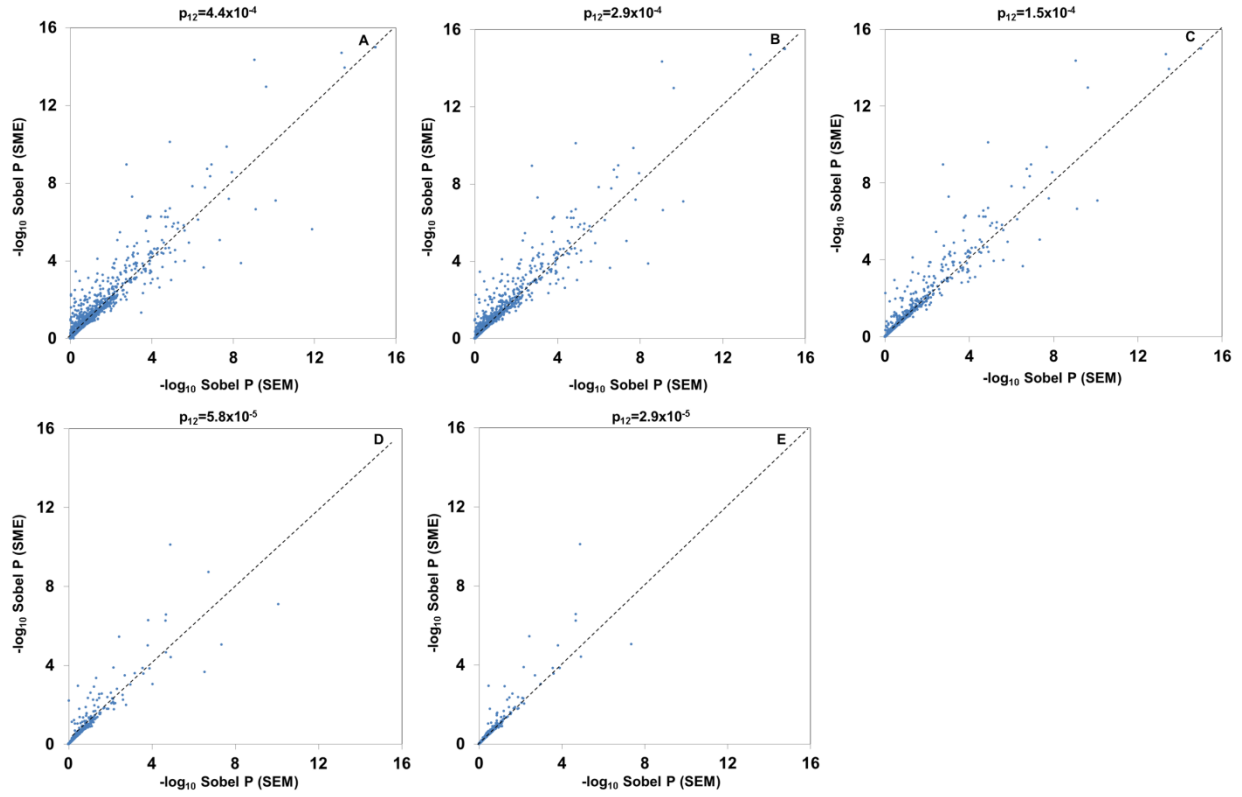 p₁₂=4.4x10⁻⁴
A
16
12
8
4
0
-log₁₀ Sobel P (SME)
0 4 8 12 16
-log₁₀ Sobel P (SEM)
p₁₂=2.9x10⁻⁴
B
16
12
8
4
0
-log₁₀ Sobel P (SME)
0 4 8 12 16
-log₁₀ Sobel P (SEM)
p₁₂=1.5x10⁻⁴
C
16
12
8
4
0
-log₁₀ Sobel P (SME)
0 4 8 12 16
-log₁₀ Sobel P (SEM)
p₁₂=5.8x10⁻⁵
D
16
12
8
4
0
-log₁₀ Sobel P (SME)
0 4 8 12 16
-log₁₀ Sobel P (SEM)
p₁₂=2.9x10⁻⁵
E
16
12
8
4
0
-log₁₀ Sobel P (SME)
0 4 8 12 16
-log₁₀ Sobel P (SEM)